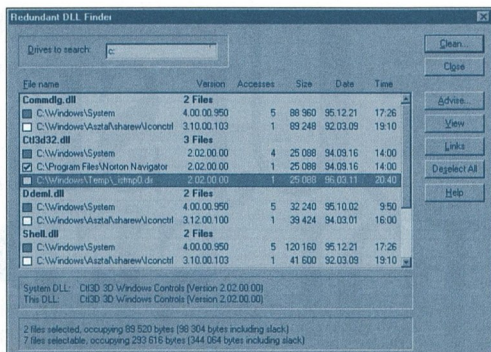 Redundant DLL Finder
Drives to search: c:
Clean...
Close
File name Version Accesses Size Date Time
Commdlg.dll 2 Files
C:\Windows\System 4.00.00.950 5 88 960 95.12.21 17:26
C:\Windows\Asztal\sharew\Iconctrl 3.10.00.103 1 89 248 92.03.09 19:10
Ctl3d32.dll 3 Files
C:\Windows\System 2.02.00.00 4 25 088 94.09.16 14:00
C:\Program Files\Norton Navigator 2.02.00.00 1 25 088 94.09.16 14:00
C:\Windows\Temp\_istmp0.dir 2.02.00.00 1 25 088 96.03.11 20:40
Ddeml.dll 2 Files
C:\Windows\System 4.00.00.950 5 32 240 95.10.02 9:50
C:\Windows\Asztal\sharew\Iconctrl 3.12.00.100 1 39 424 94.03.01 16:00
Shell.dll 2 Files
C:\Windows\System 4.00.00.950 5 120 160 95.12.21 17:26
C:\Windows\Asztal\sharew\Iconctrl 3.10.00.103 1 41 600 92.03.09 19:10
Advise...
View
Links
Deselect All
Help
System DLL: Ctl3D 3D Windows Controls (Version 2.02.00.00)
This DLL: Ctl3D 3D Windows Controls (Version 2.02.00.00)
2 files selected, occupying 89 520 bytes (98 304 bytes including slack)
7 files selectable, occupying 293 616 bytes (344 064 bytes including slack)